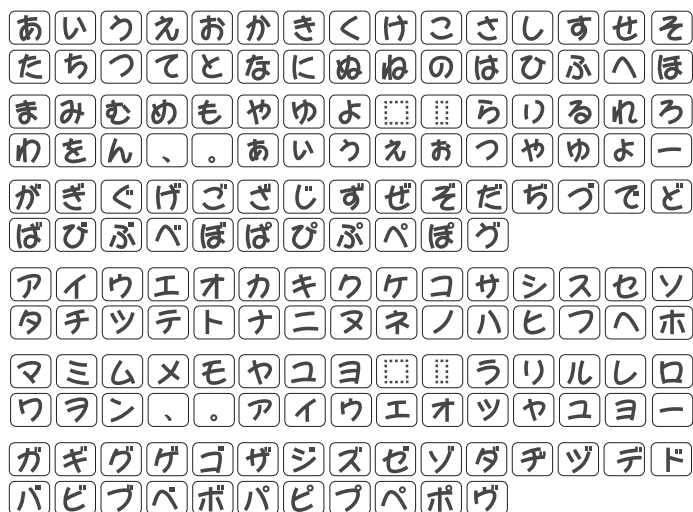 あいうえおかきくけこさしすせそ
たちつてとなにぬねのはひふへほ
まみむめもやゆよらりるれろ
わをん、。ぁぃぅぇぉっゃゅょー
がぎぐげござじずぜぞだぢづでど
ばびぶべぼぱぴぷぺぽゔ
アイウエオカキクケコサシスセソ
タチツテトナニヌネノハヒフヘホ
マミムメモヤユヨラリルレロ
ワヲン、。ァィゥェォッャュョー
ガギグゲゴザジズゼゾダヂヅデド
バビブベボパピプペポヴ